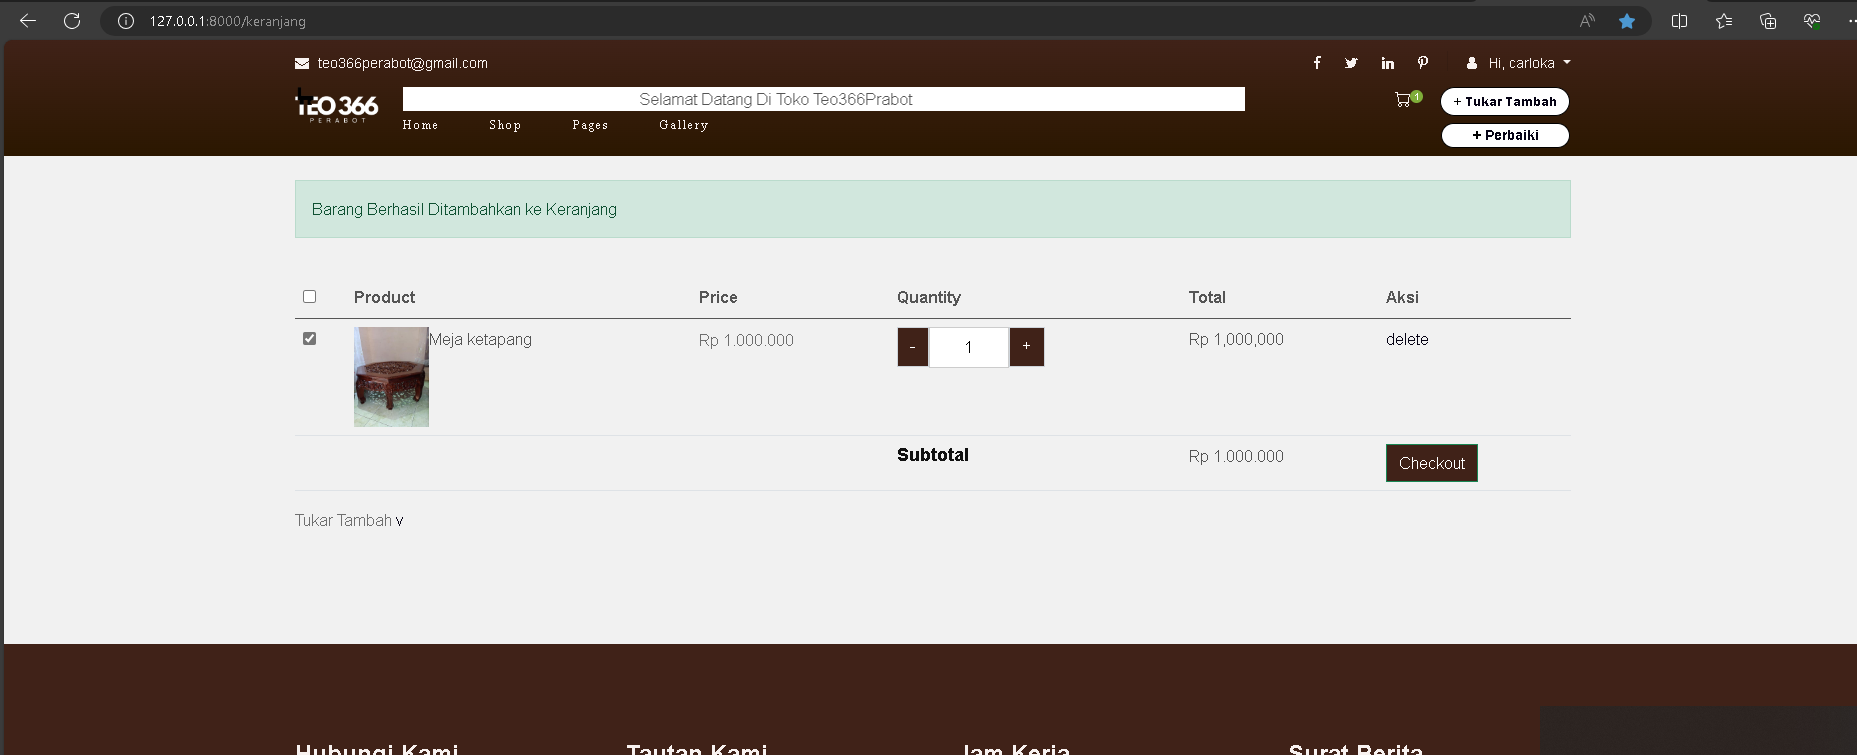 127.0.0.1:8000/keranjang
teo366perabot@gmail.com
Hi, carloka
TEO 366
PERABOT
Selamat Datang Di Toko Teo366Prabot
1
+ Tukar Tambah
Home Shop Pages Gallery
+ Perbaiki
Barang Berhasil Ditambahkan ke Keranjang
Product Price Quantity Total Aksi
Meja ketapang Rp 1.000.000 - 1 + Rp 1,000,000 delete
Subtotal Rp 1.000.000 Checkout
Tukar Tambah v
Hubungi Kami Tautan Kami Jam Kerja Surat Berita